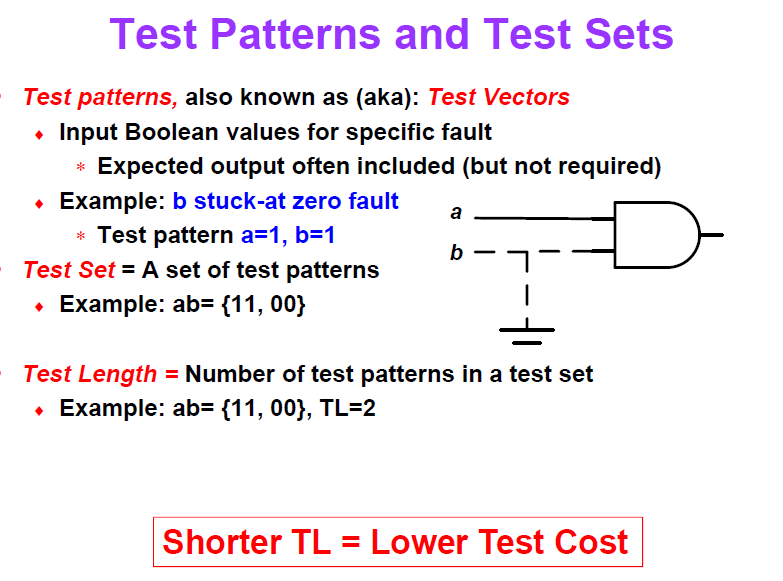 Test Patterns and Test Sets
Test patterns, also known as (aka): Test Vectors
Input Boolean values for specific fault
* Expected output often included (but not required)
Example: b stuck-at zero fault
* Test pattern a=1, b=1
a
b
Test Set = A set of test patterns
Example: ab= {11, 00}
Test Length = Number of test patterns in a test set
Example: ab= {11, 00}, TL=2
Shorter TL = Lower Test Cost